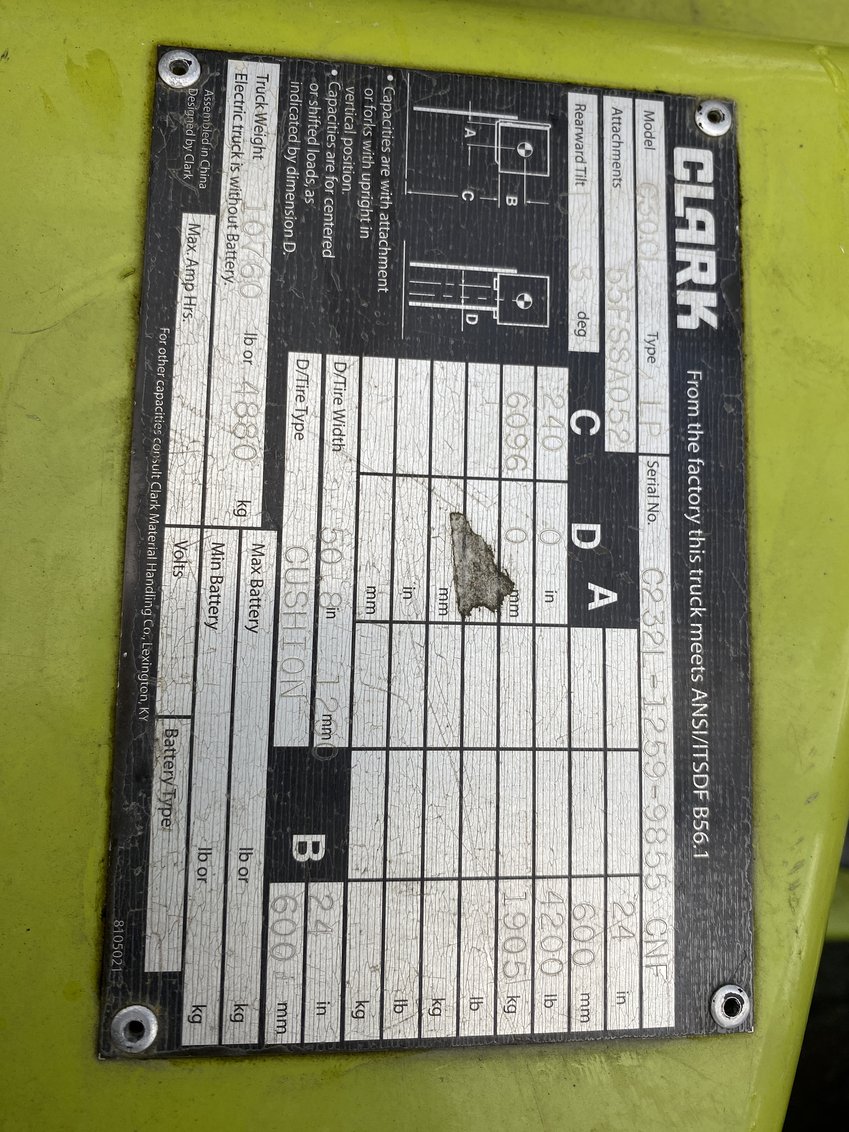 CLARK From the factory this truck meets ANSI/ITSDF B56.1
Model C30CL Type LP Serial No. C232L-1259-9855 CNF
Attachments 55FSSA052
Rearward Tilt 5 deg
A 24 in
600 mm
C D
240 0 in 4200 lb
6096 0 mm 1905 kg
in lb
mm kg
in lb
mm kg
A B C D
• Capacities are with attachment
or forks with upright in
vertical position.
• Capacities are for centered
or shifted loads, as
indicated by dimension D.
D/Tire Width 50.8 in mm
D/Tire Type CUSHION
B 24 in
600 mm
Truck Weight 10760 lb or 4880 kg
Electric truck is without Battery.
Max Battery lb or kg
Min Battery lb or kg
Max. Amp Hrs. Volts Battery Type
Assembled in China
Designed by Clark
For other capacities consult Clark Material Handling Co., Lexington, KY
8105021